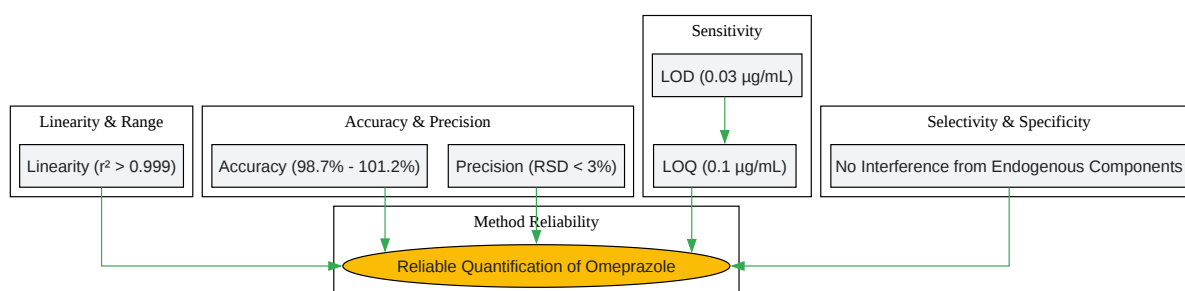 Sensitivity
LOD (0.03 µg/mL)
Linearity & Range
Accuracy & Precision
Selectivity & Specificity
Linearity (r² > 0.999)
Accuracy (98.7% - 101.2%)
Precision (RSD < 3%)
LOQ (0.1 µg/mL)
No Interference from Endogenous Components
Method Reliability
Reliable Quantification of Omeprazole